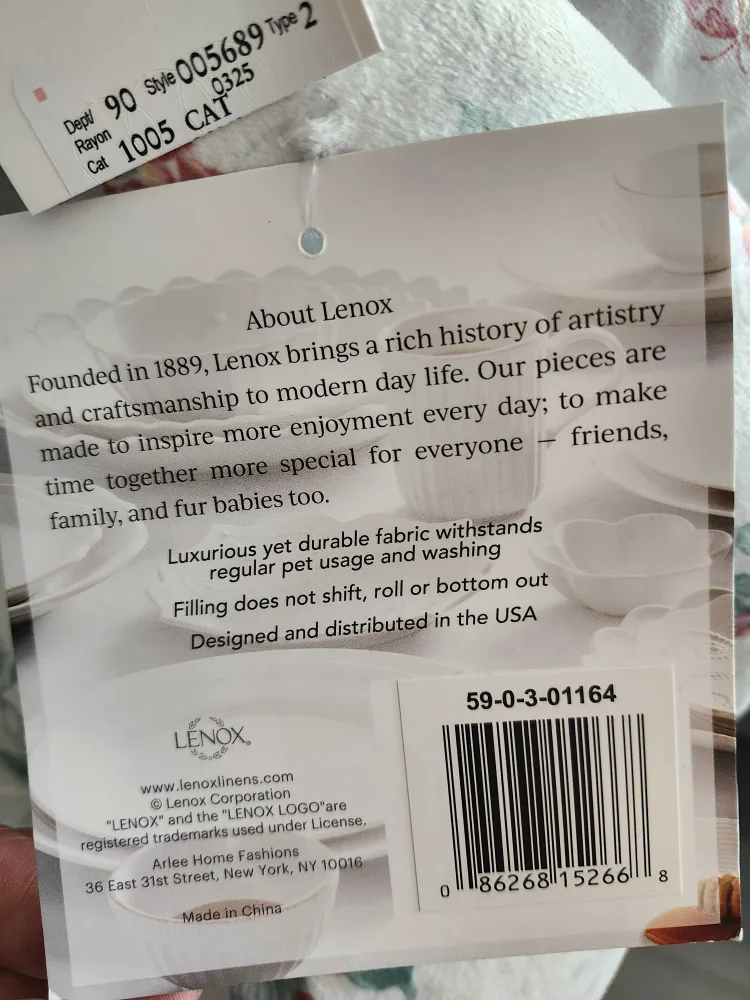 Dept/ 90 Style 005689 Type 2
Rayon 0325
Cat 1005 CAT
About Lenox
Founded in 1889, Lenox brings a rich history of artistry
and craftsmanship to modern day life. Our pieces are
made to inspire more enjoyment every day; to make
time together more special for everyone – friends,
family, and fur babies too.
Luxurious yet durable fabric withstands
regular pet usage and washing
Filling does not shift, roll or bottom out
Designed and distributed in the USA
LENOX®
www.lenoxlinens.com
© Lenox Corporation
"LENOX" and the "LENOX LOGO"are
registered trademarks used under License.
Arlee Home Fashions
36 East 31st Street, New York, NY 10016
Made in China
59-0-3-01164
0 86268 15266 8